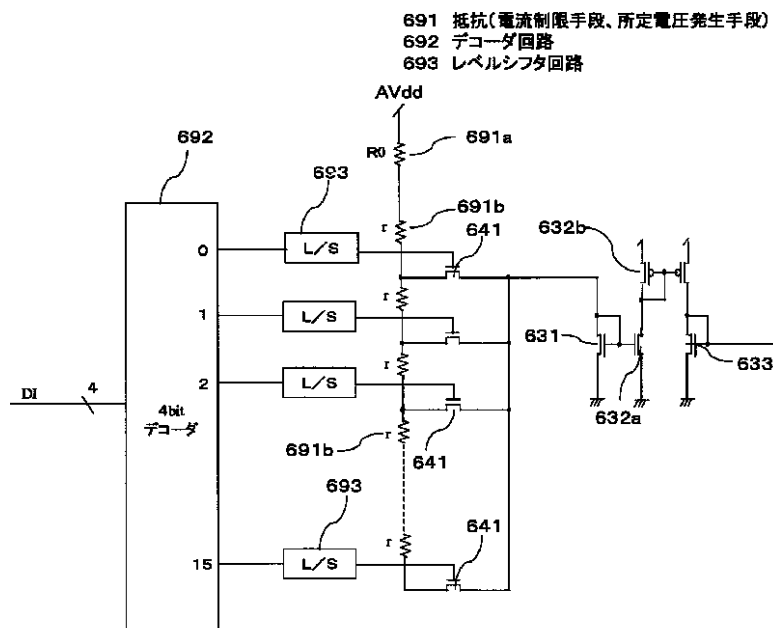 691 抵抗(電流制限手段、所定電圧発生手段)
692 デコーダ回路
693 レベルシフタ回路
AVdd
692
R0
691a
693
r
691b
641
632b
0
L/S
r
1
L/S
631
633
r
2
L/S
DI
4
4bit
デコーダ
632a
r
691b
641
693
r
641
15
L/S